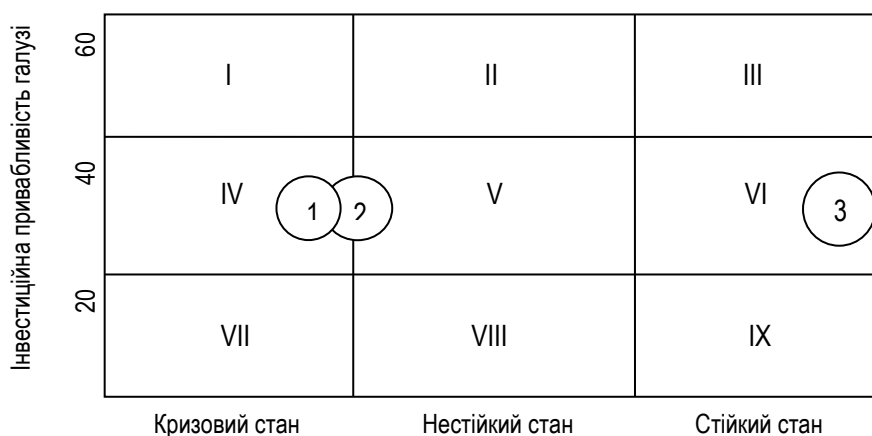 Інвестиційна привабливість галузі
60
I
II
III
40
IV
1
2
V
VI
3
20
VII
VIII
IX
Кризовий стан
Нестійкий стан
Стійкий стан